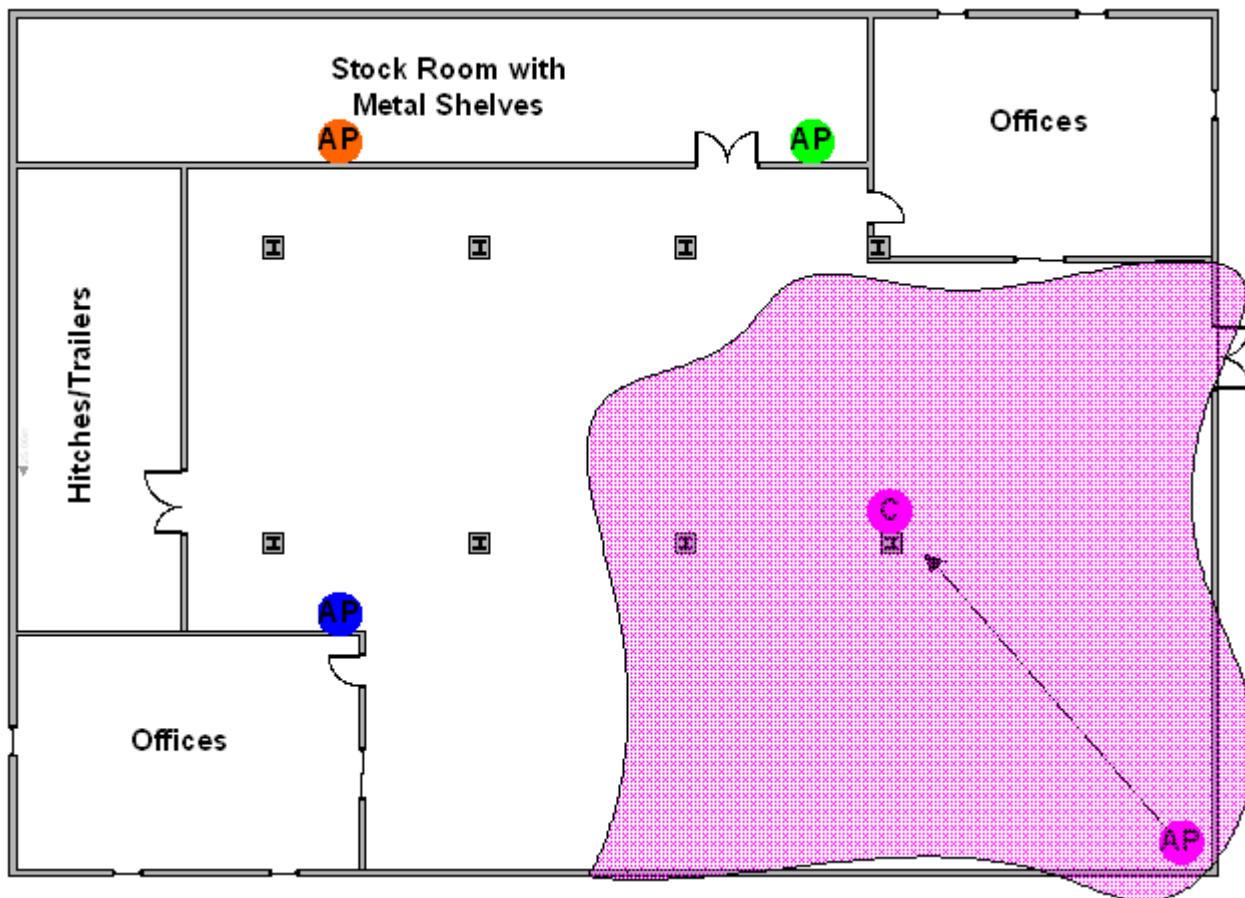 Stock Room with
Metal Shelves
Offices
AP
AP
Hitches/Trailers
C
AP
Offices
AP